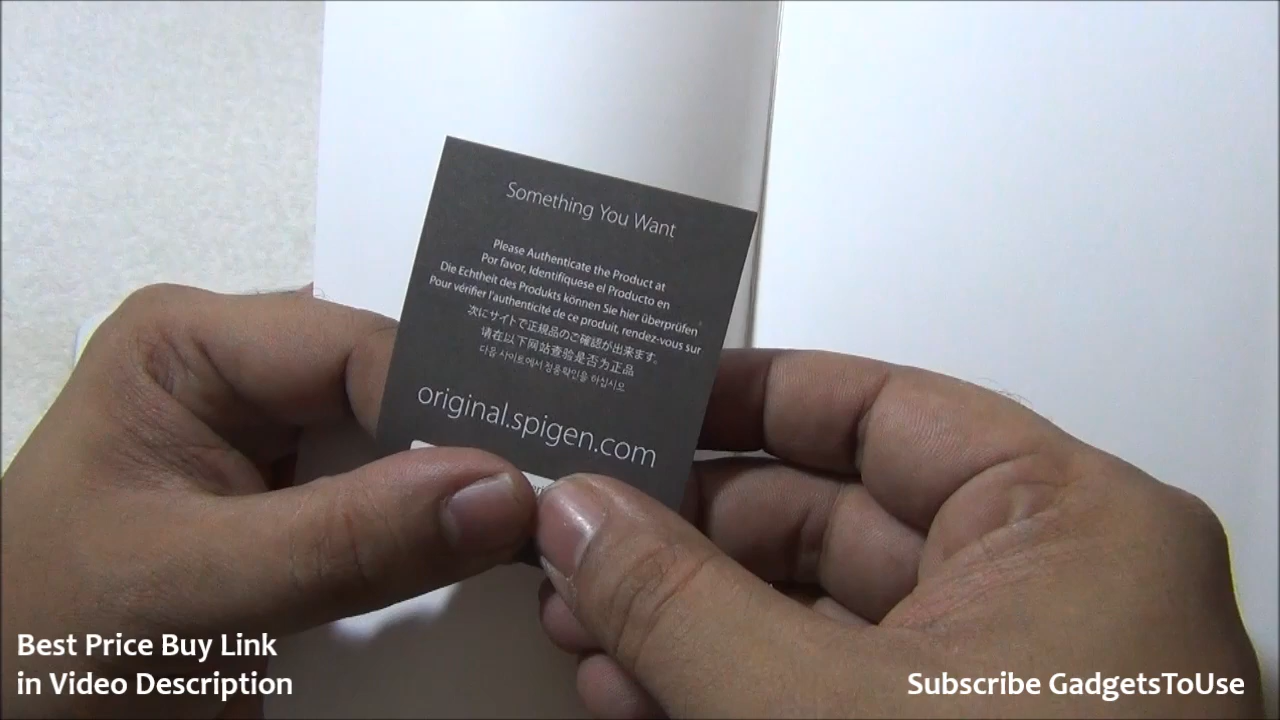 Something You Want
Please Authenticate the Product at
Por favor, Identifíquese el Producto en
Die Echtheit des Produkts können Sie hier überprüfen
Pour vérifier l'authenticité de ce produit, rendez-vous sur
次にサイトで正規品のご確認が出来ます。
请在以下网站查验是否为正品
다음 사이트에서 정품확인을 하십시오
original.spigen.com
Best Price Buy Link
in Video Description
Subscribe GadgetsToUse